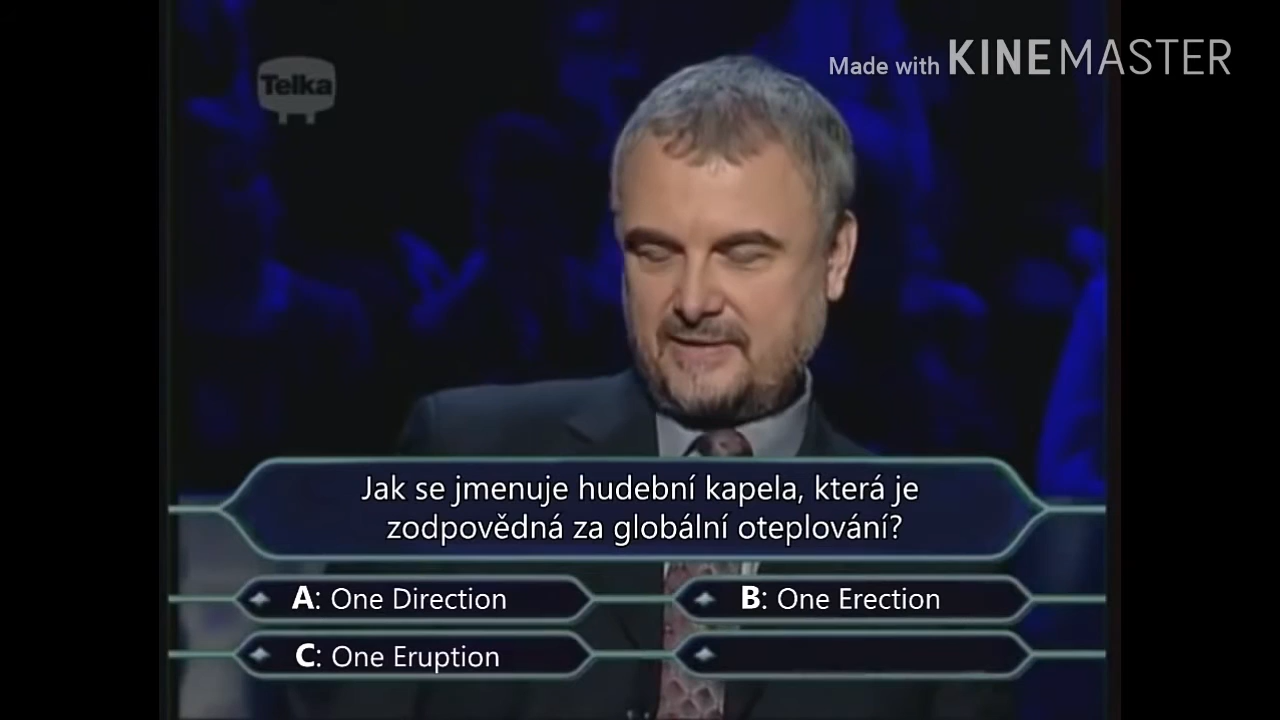 Telka
Made with KINEMASTER
Jak se jmenuje hudební kapela, která je
zodpovědná za globální oteplování?
A: One Direction
B: One Erection
C: One Eruption